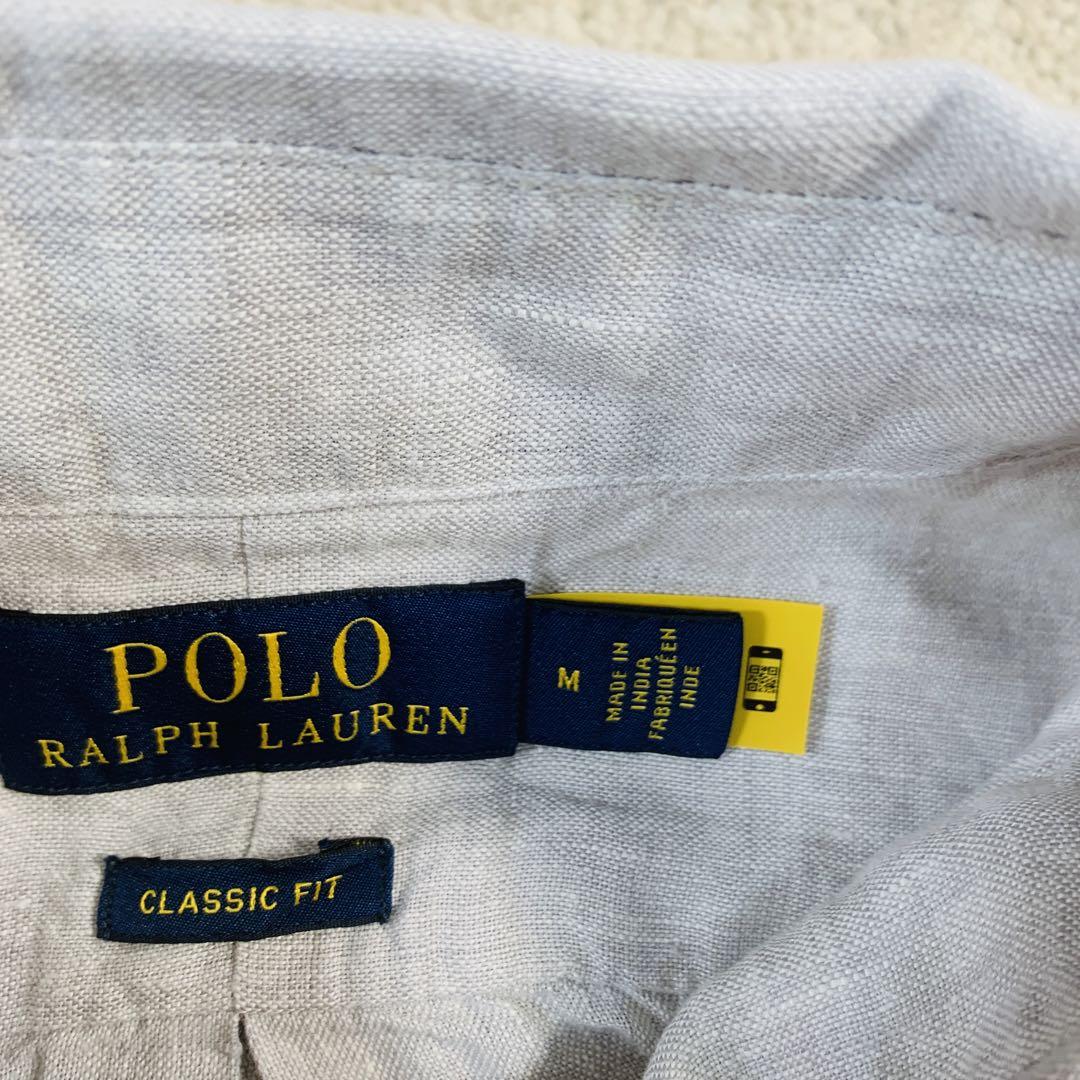 POLO
RALPH LAUREN
M
MADE IN
INDIA
FABRIQUÉ EN
INDE
CLASSIC FIT